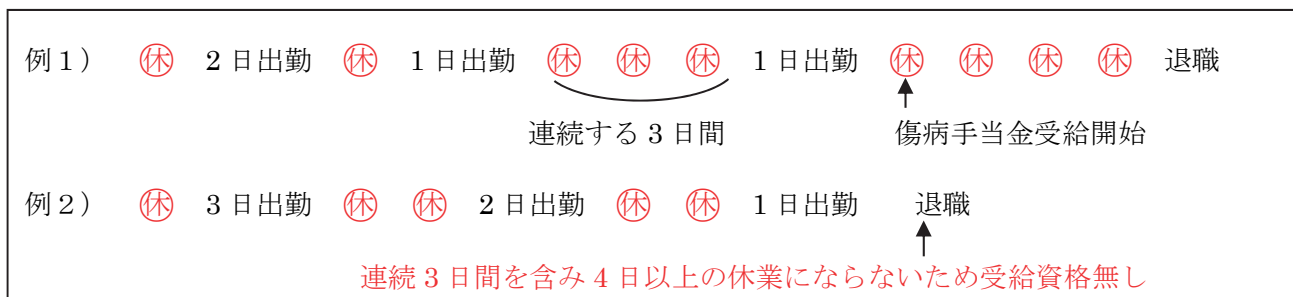 例1) ㊡ 2日出勤 ㊡ 1日出勤 ㊡ ㊡ ㊡ 1日出勤 ㊡ ㊡ ㊡ ㊡ 退職
連続する3日間 傷病手当金受給開始
例2) ㊡ 3日出勤 ㊡ ㊡ 2日出勤 ㊡ ㊡ 1日出勤 退職
連続3日間を含み4日以上の休業にならないため受給資格無し